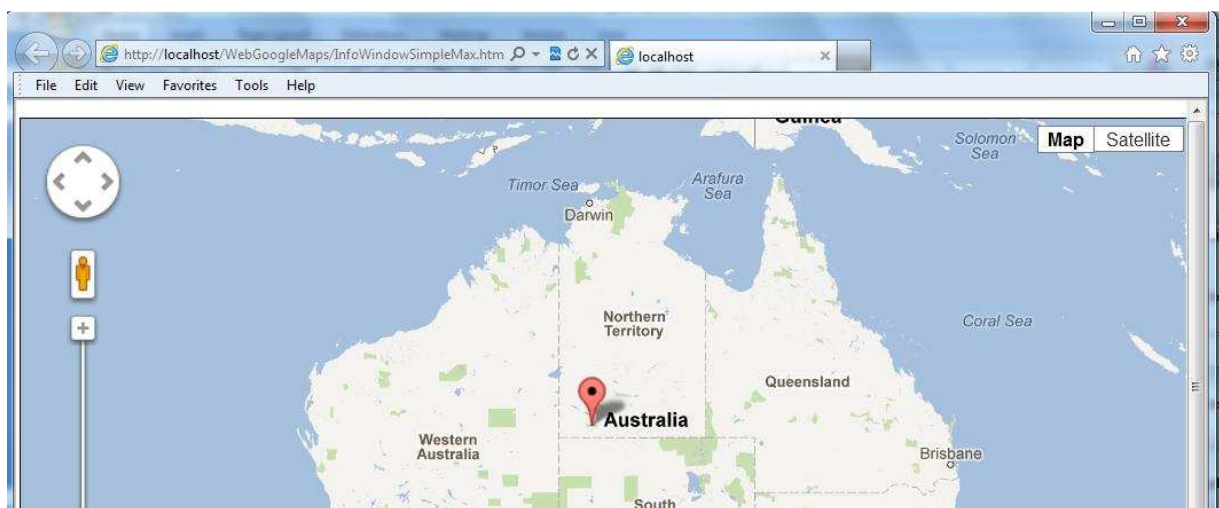 http://localhost/WebGoogleMaps/InfoWindowSimpleMax.htm
localhost
File Edit View Favorites Tools Help
Guinea
Solomon
Sea
Map Satellite
Timor Sea
Arafura
Sea
Darwin
Northern
Territory
Coral Sea
Queensland
Australia
Western
Australia
Brisbane
South